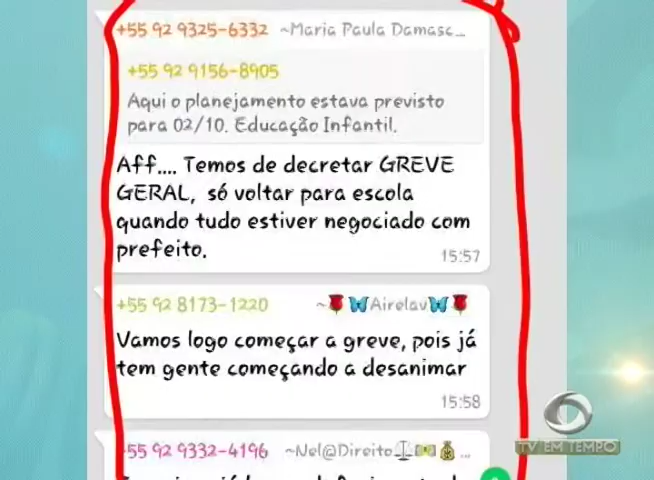 +55 92 9325-6332 ~Maria Paula Damasc...
+55 92 9156-8905
Aqui o planejamento estava previsto
para 02/10. Educação Infantil.
Aff.... Temos de decretar GREVE
GERAL, só voltar para escola
quando tudo estiver negociado com
prefeito.
15:57
+55 92 8173-1220 ~🌹🦋Airelav🦋🌹
Vamos logo começar a greve, pois já
tem gente começando a desanimar
15:58
55 92 9332-4196 ~Nel@Direito⚖️💵💰...
TV EM TEMPO